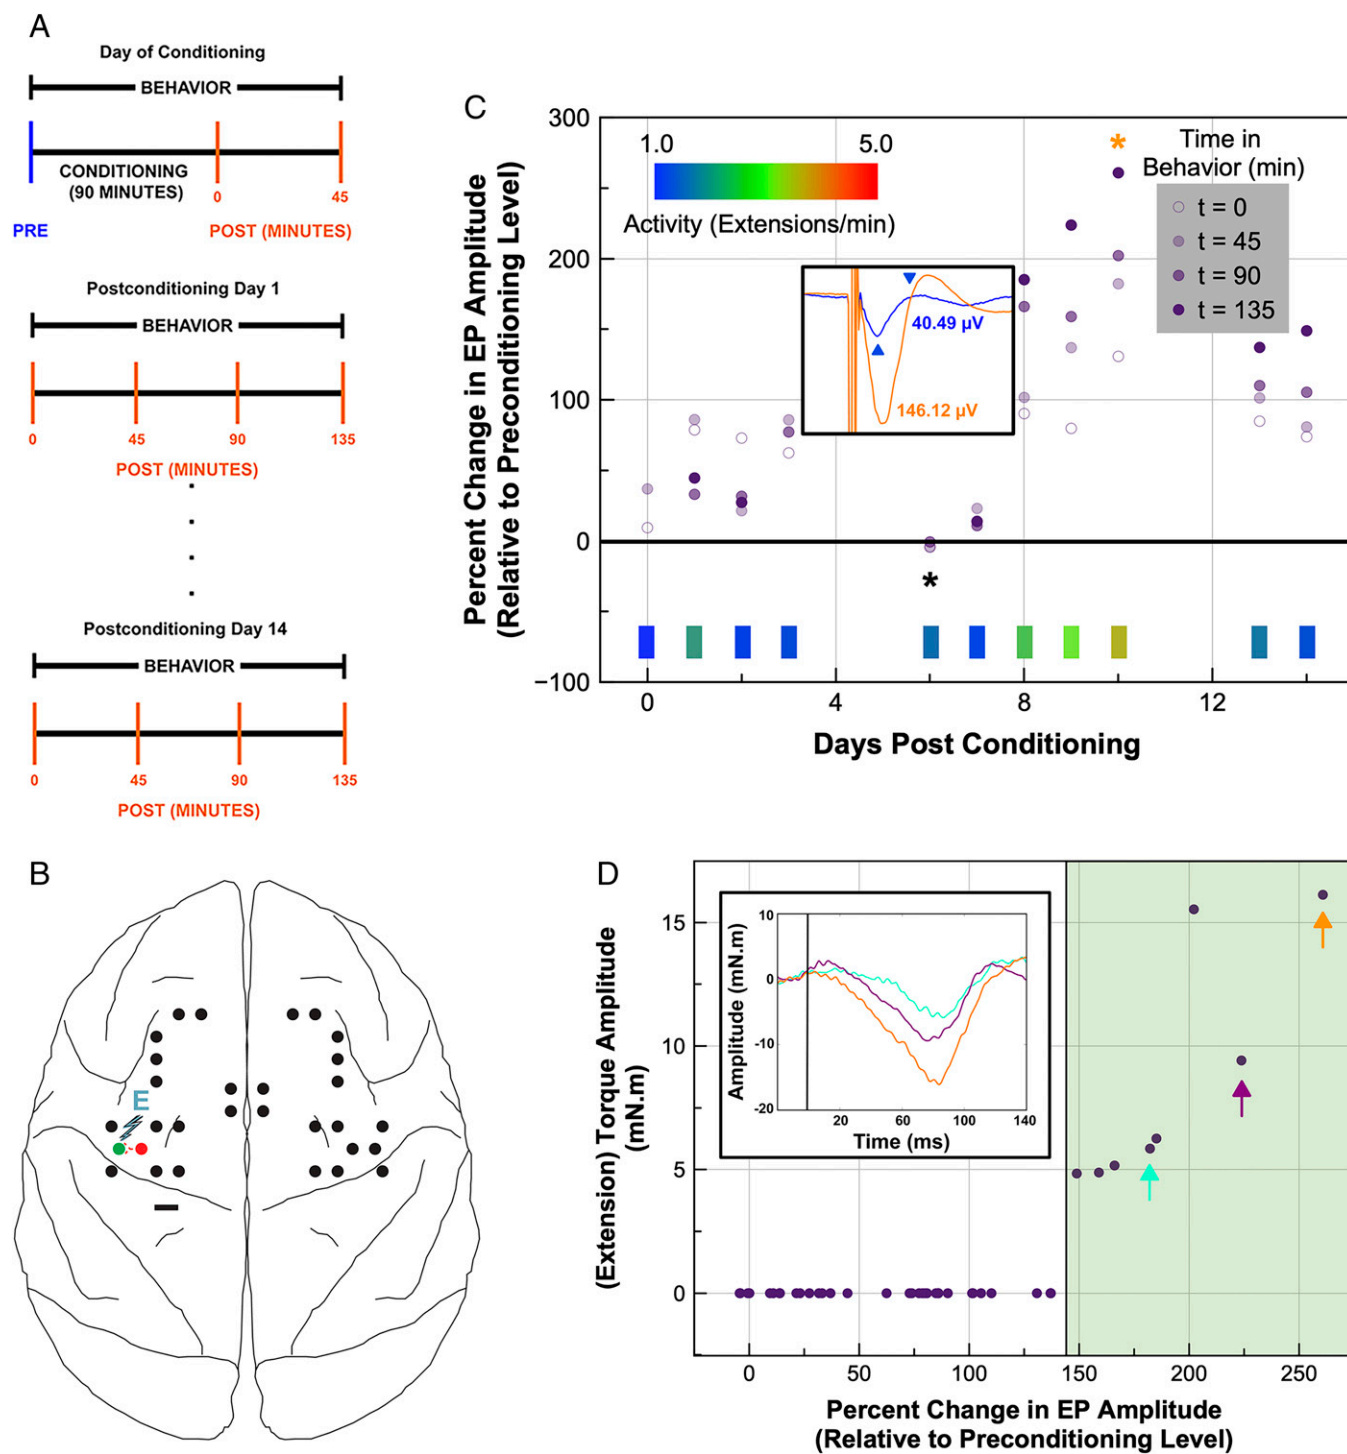 A
Day of Conditioning
BEHAVIOR
CONDITIONING
(90 MINUTES)
0
45
PRE
POST (MINUTES)
Postconditioning Day 1
BEHAVIOR
0
45
90
135
POST (MINUTES)
Postconditioning Day 14
BEHAVIOR
0
45
90
135
POST (MINUTES)
B
E
C
Percent Change in EP Amplitude
(Relative to Preconditioning Level)
300
200
100
0
−100
1.0
5.0
Activity (Extensions/min)
40.49 µV
146.12 µV
*
Time in
Behavior (min)
t = 0
t = 45
t = 90
t = 135
*
0
4
8
12
Days Post Conditioning
D
(Extension) Torque Amplitude
(mN.m)
15
10
5
0
Amplitude (mN.m)
10
0
-10
-20
20
60
100
140
Time (ms)
0
50
100
150
200
250
Percent Change in EP Amplitude
(Relative to Preconditioning Level)